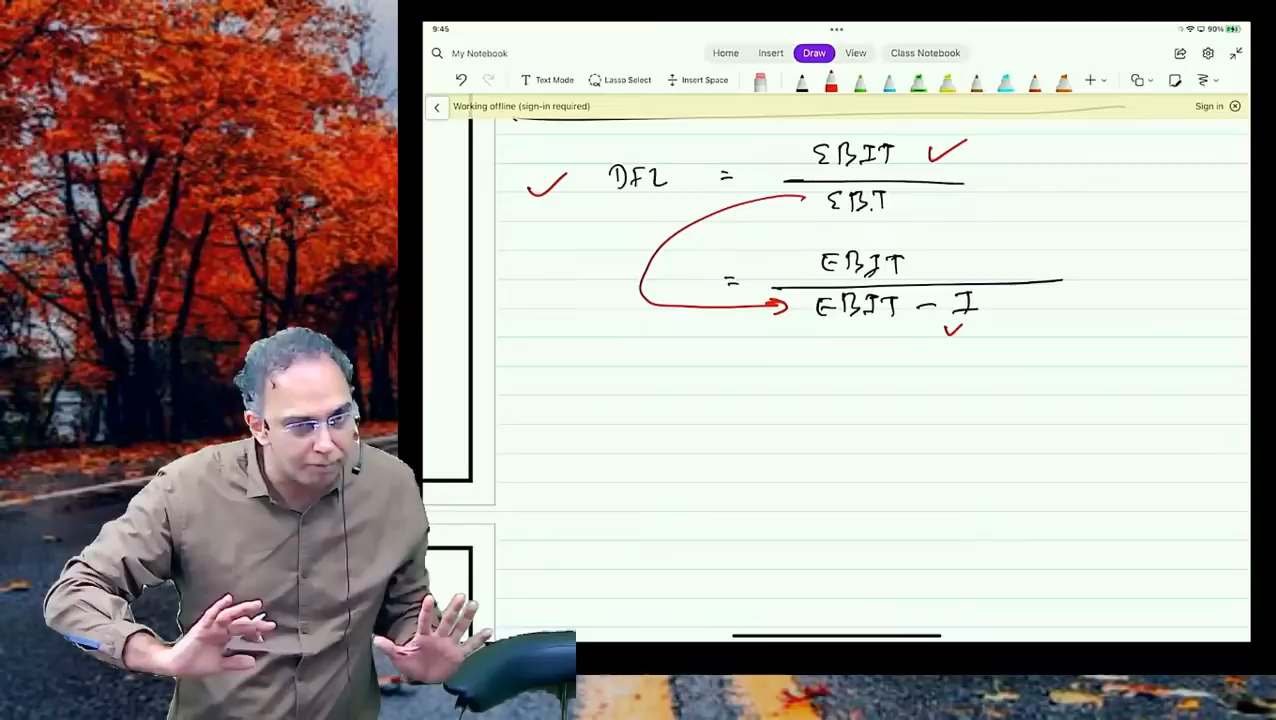 9:45
90%
My Notebook Home Insert Draw View Class Notebook
Text Mode Lasso Select Insert Space
Working offline (sign-in required) Sign in
DFL = EBIT
EBT
= EBIT
EBIT - I